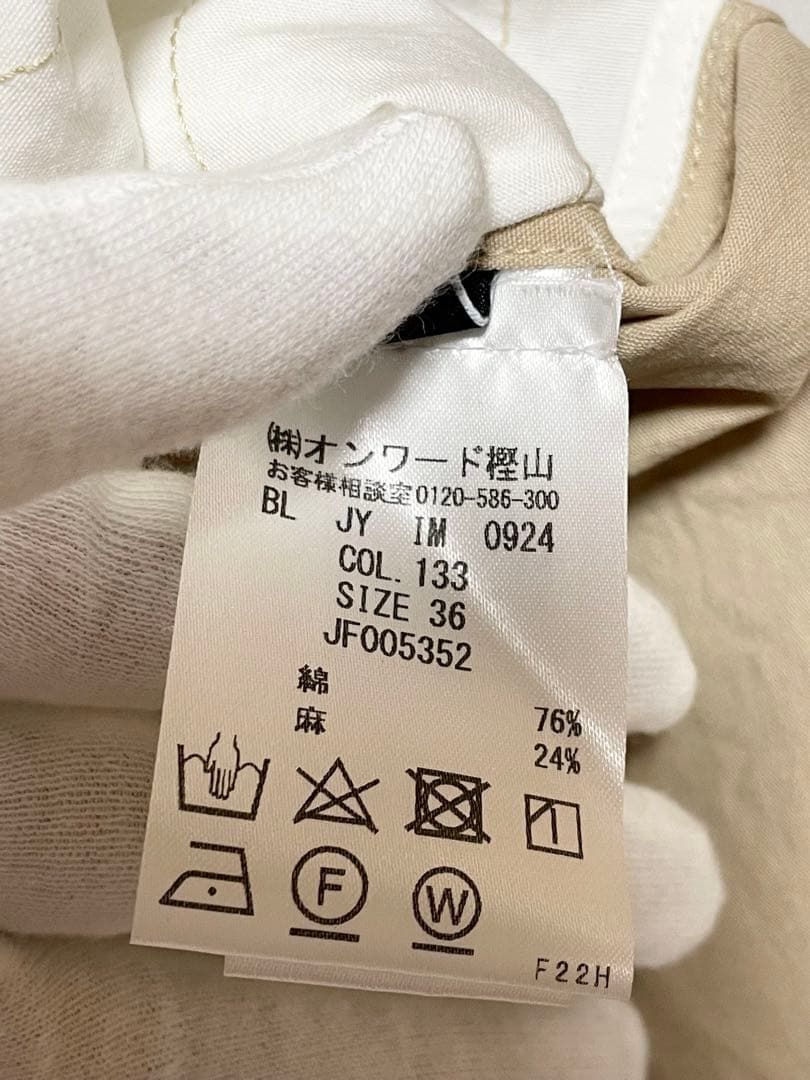 ㈱オンワード樫山
お客様相談室0120-586-300
BL JY IM 0924
COL. 133
SIZE 36
JF005352
綿 76%
麻 24%
F W
F22H